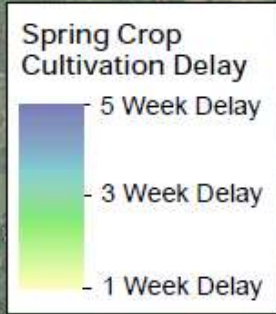 Spring Crop
Cultivation Delay
5 Week Delay
3 Week Delay
1 Week Delay